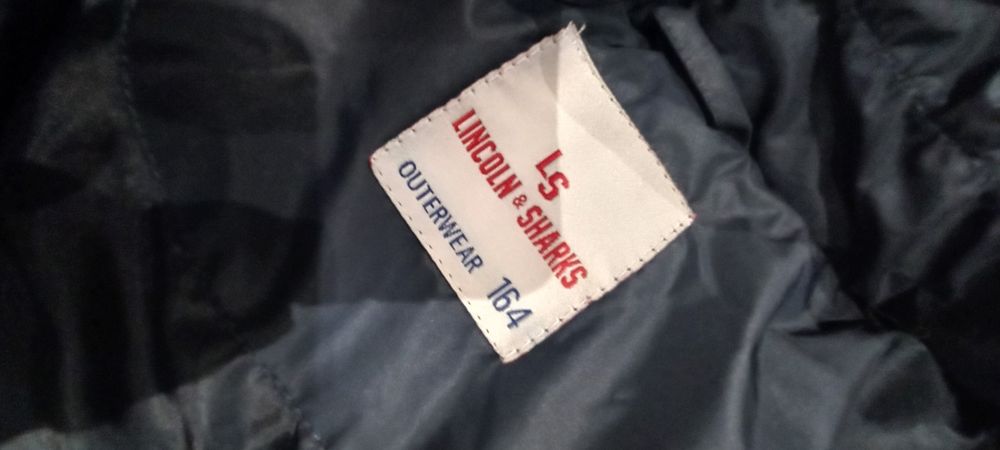 LS
LINCOLN & SHARKS
OUTERWEAR 164